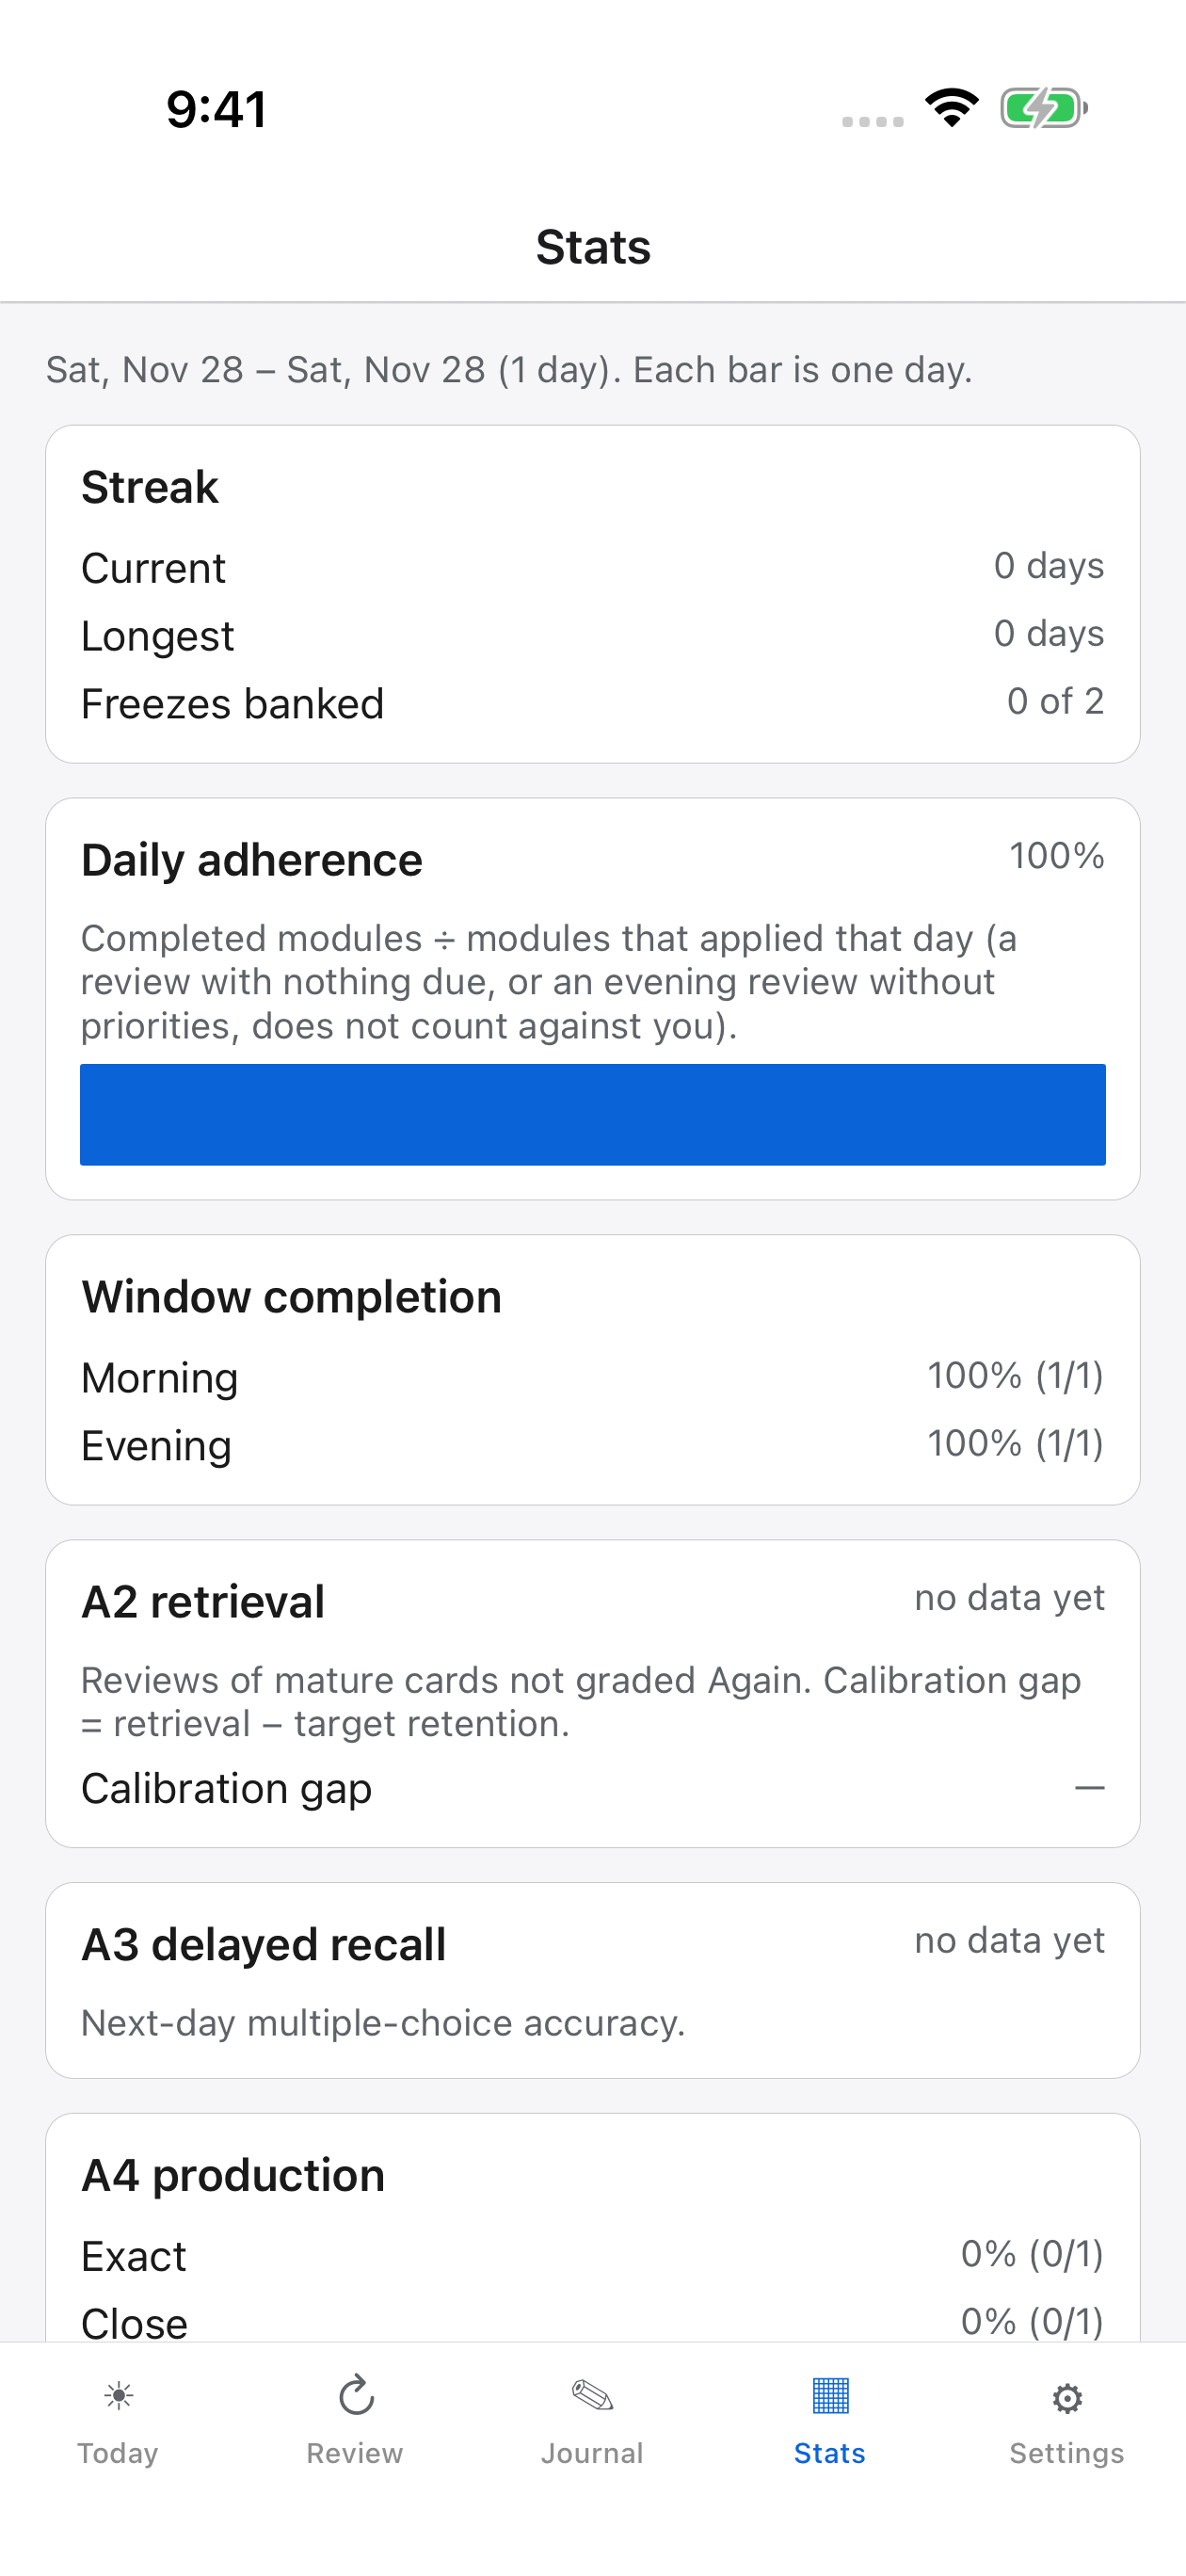 9:41
Stats
Sat, Nov 28 – Sat, Nov 28 (1 day). Each bar is one day.
Streak
Current 0 days
Longest 0 days
Freezes banked 0 of 2
Daily adherence 100%
Completed modules ÷ modules that applied that day (a
review with nothing due, or an evening review without
priorities, does not count against you).
Window completion
Morning 100% (1/1)
Evening 100% (1/1)
A2 retrieval no data yet
Reviews of mature cards not graded Again. Calibration gap
= retrieval – target retention.
Calibration gap —
A3 delayed recall no data yet
Next-day multiple-choice accuracy.
A4 production
Exact 0% (0/1)
Close 0% (0/1)
Today Review Journal Stats Settings